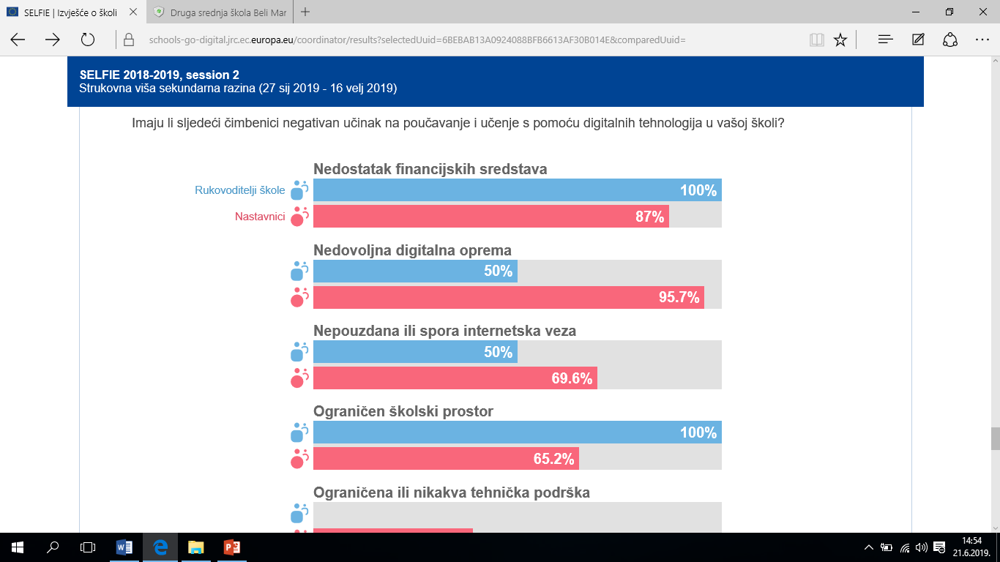 SELFIE | Izvješće o školi
Druga srednja škola Beli Mar
schools-go-digital.jrc.ec.europa.eu/coordinator/results?selectedUuid=6BEBAB13A0924088BFB6613AF30B014E&comparedUuid=
SELFIE 2018-2019, session 2
Strukovna viša sekundarna razina (27 sij 2019 - 16 velj 2019)
Imaju li sljedeći čimbenici negativan učinak na poučavanje i učenje s pomoću digitalnih tehnologija u vašoj školi?
Nedostatak financijskih sredstava
Rukovoditelji škole 100%
Nastavnici 87%
Nedovoljna digitalna oprema
50%
95.7%
Nepouzdana ili spora internetska veza
50%
69.6%
Ograničen školski prostor
100%
65.2%
Ograničena ili nikakva tehnička podrška
14:54
21.6.2019.